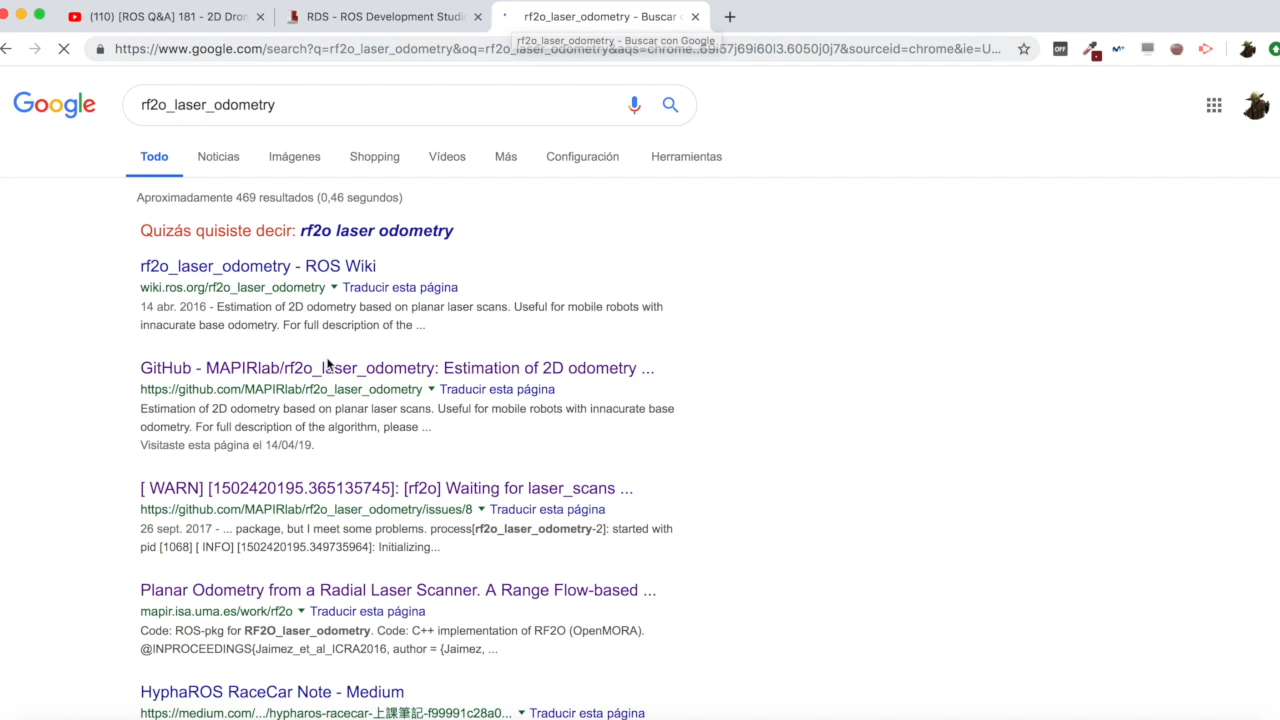 (110) [ROS Q&A] 181 - 2D Dron
RDS - ROS Development Studi
rf2o_laser_odometry - Buscar
rf2o_laser_odometry - Buscar con Google
https://www.google.com/search?q=rf2o_laser_odometry&oq=rf2o_laser_odometry&aqs=chrome..69i57j69i60l3.6050j0j7&sourceid=chrome&ie=U...
OFF
Google
rf2o_laser_odometry
Todo
Noticias
Imágenes
Shopping
Vídeos
Más
Configuración
Herramientas
Aproximadamente 469 resultados (0,46 segundos)
Quizás quisiste decir: rf2o laser odometry
rf2o_laser_odometry - ROS Wiki
wiki.ros.org/rf2o_laser_odometry Traducir esta página
14 abr. 2016 - Estimation of 2D odometry based on planar laser scans. Useful for mobile robots with
innacurate base odometry. For full description of the ...
GitHub - MAPIRlab/rf2o_laser_odometry: Estimation of 2D odometry ...
https://github.com/MAPIRlab/rf2o_laser_odometry Traducir esta página
Estimation of 2D odometry based on planar laser scans. Useful for mobile robots with innacurate base
odometry. For full description of the algorithm, please ...
Visitaste esta página el 14/04/19.
[ WARN] [1502420195.365135745]: [rf2o] Waiting for laser_scans ...
https://github.com/MAPIRlab/rf2o_laser_odometry/issues/8 Traducir esta página
26 sept. 2017 - ... package, but I meet some problems. process[rf2o_laser_odometry-2]: started with
pid [1068] [ INFO] [1502420195.349735964]: Initializing...
Planar Odometry from a Radial Laser Scanner. A Range Flow-based ...
mapir.isa.uma.es/work/rf2o Traducir esta página
Code: ROS-pkg for RF2O_laser_odometry. Code: C++ implementation of RF2O (OpenMORA).
@INPROCEEDINGS{Jaimez_et_al_ICRA2016, author = {Jaimez, ...
HyphaROS RaceCar Note - Medium
https://medium.com/.../hypharos-racecar-上課筆記-f99991c28a0... Traducir esta página